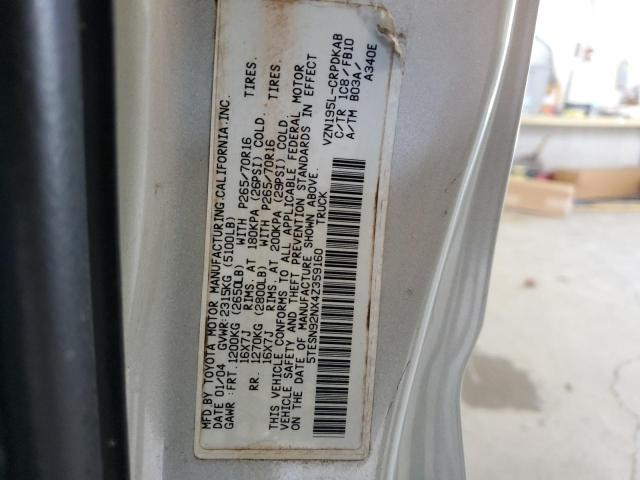 MFD.BY TOYOTA MOTOR MANUFACTURING CALIFORNIA.INC.
DATE 01/04 GVWR:2315KG (5100LB)
GAWR :FRT.1200KG (2650LB) WITH P265/70R16 TIRES.
16X7J RIMS. AT 180KPA (26PSI) COLD.
RR. 1270KG (2800LB) WITH P265/70R16 TIRES.
16X7J RIMS. AT 200KPA (29PSI) COLD.
THIS VEHICLE CONFORMS TO ALL APPLICABLE FEDERAL MOTOR
VEHICLE SAFETY AND THEFT PREVENTION STANDARDS IN EFFECT
ON THE DATE OF MANUFACTURE SHOWN ABOVE.
5TESN92NX4Z359160 TRUCK
VZN195L-CRPDKAB
C/TR 1C8/FB10
A/TM B03A/
A340E